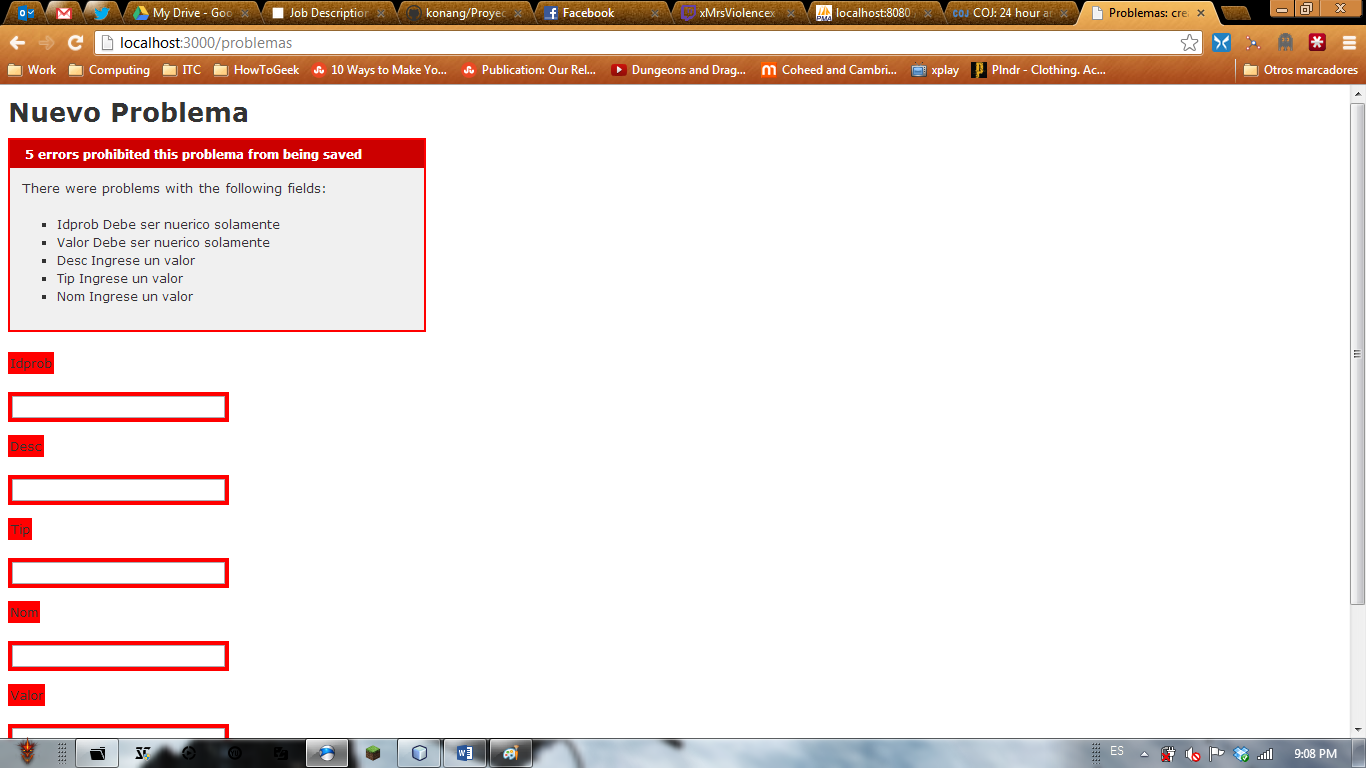 My Drive - Goo
Job Description
konang/Proyec
Facebook
xMrsViolencex
localhost:8080
COJ: 24 hour a
Problemas: cre
localhost:3000/problemas
Work
Computing
ITC
HowToGeek
10 Ways to Make Yo...
Publication: Our Rel...
Dungeons and Drag...
Coheed and Cambri...
xplay
Plndr - Clothing. Ac...
Otros marcadores
Nuevo Problema
5 errors prohibited this problema from being saved
There were problems with the following fields:
Idprob Debe ser nuerico solamente
Valor Debe ser nuerico solamente
Desc Ingrese un valor
Tip Ingrese un valor
Nom Ingrese un valor
Idprob
Desc
Tip
Nom
Valor
ES
9:08 PM